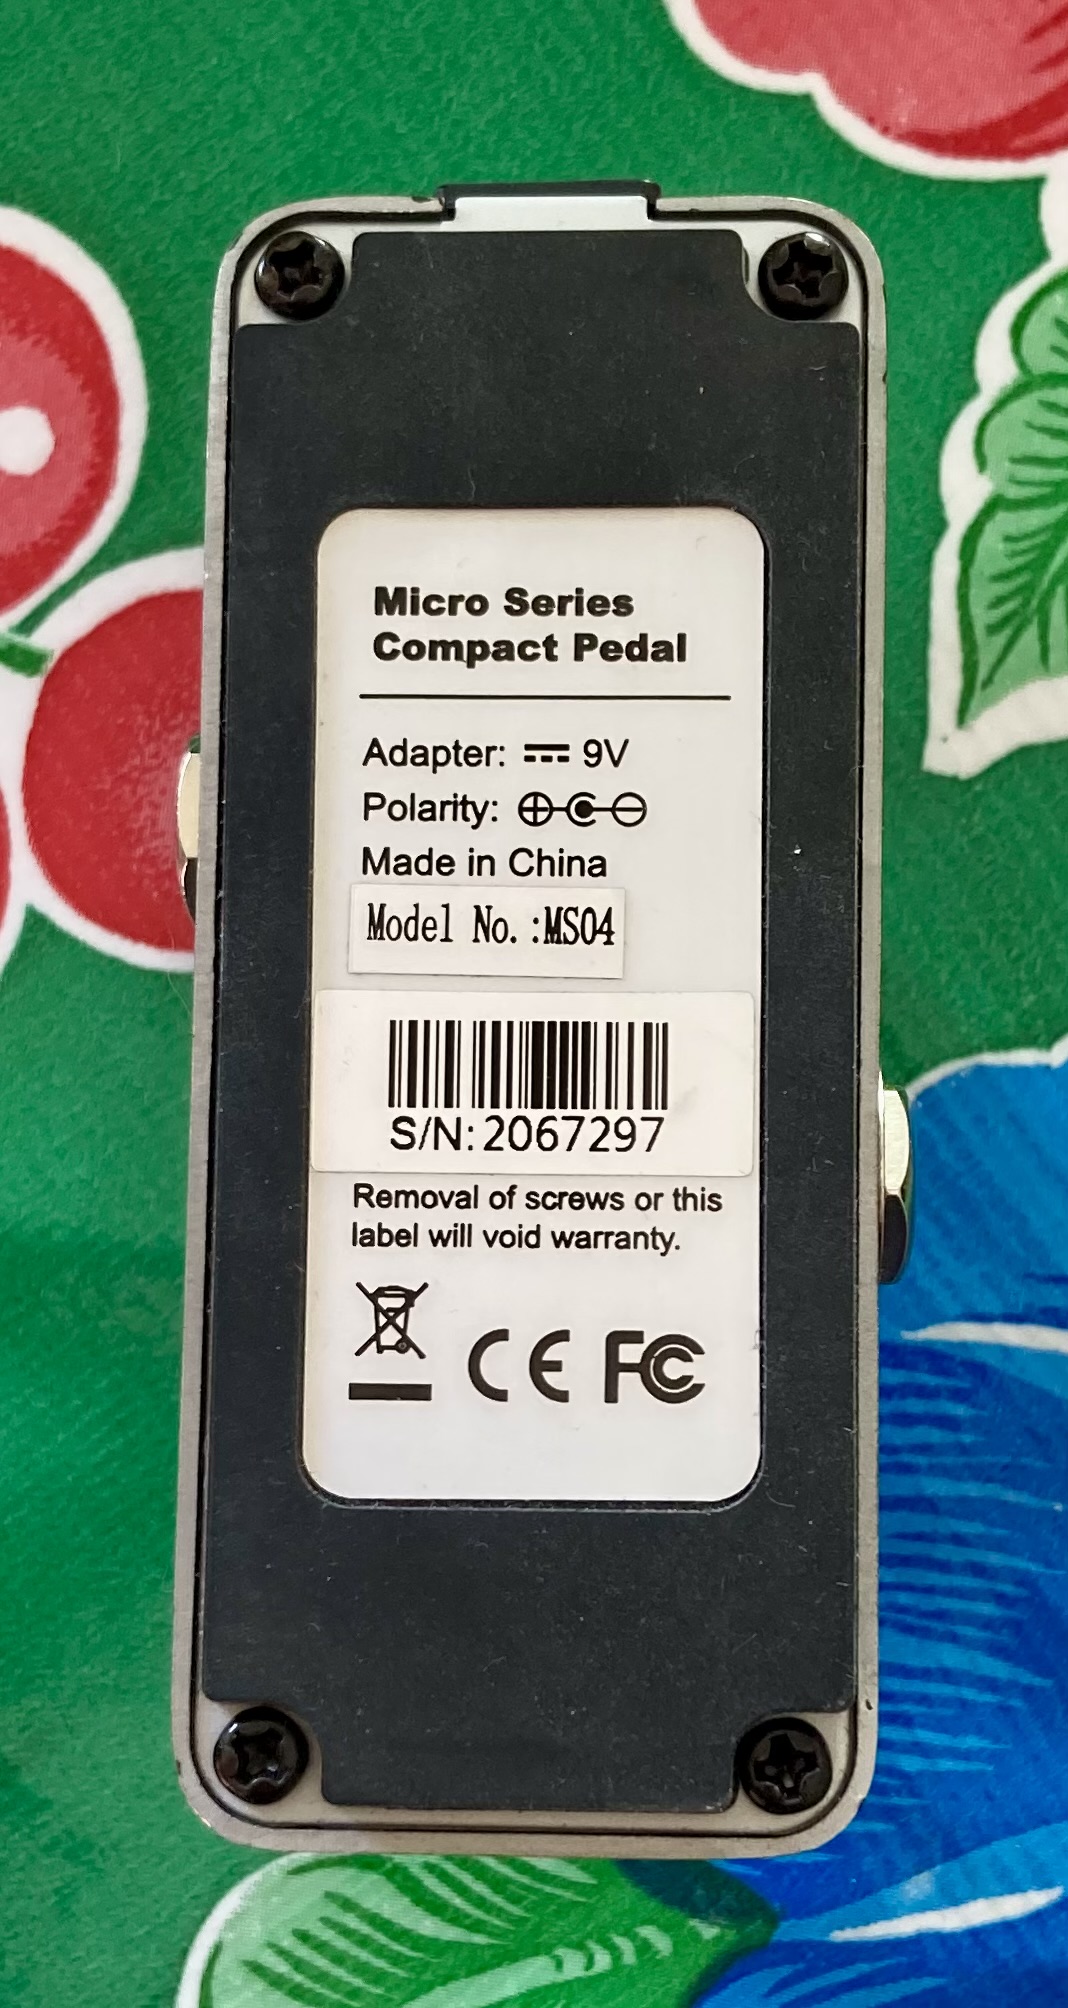 Micro Series
Compact Pedal
Adapter: 9V
Polarity:
Made in China
Model No.:MS04
S/N: 2067297
Removal of screws or this
label will void warranty.
CE FC